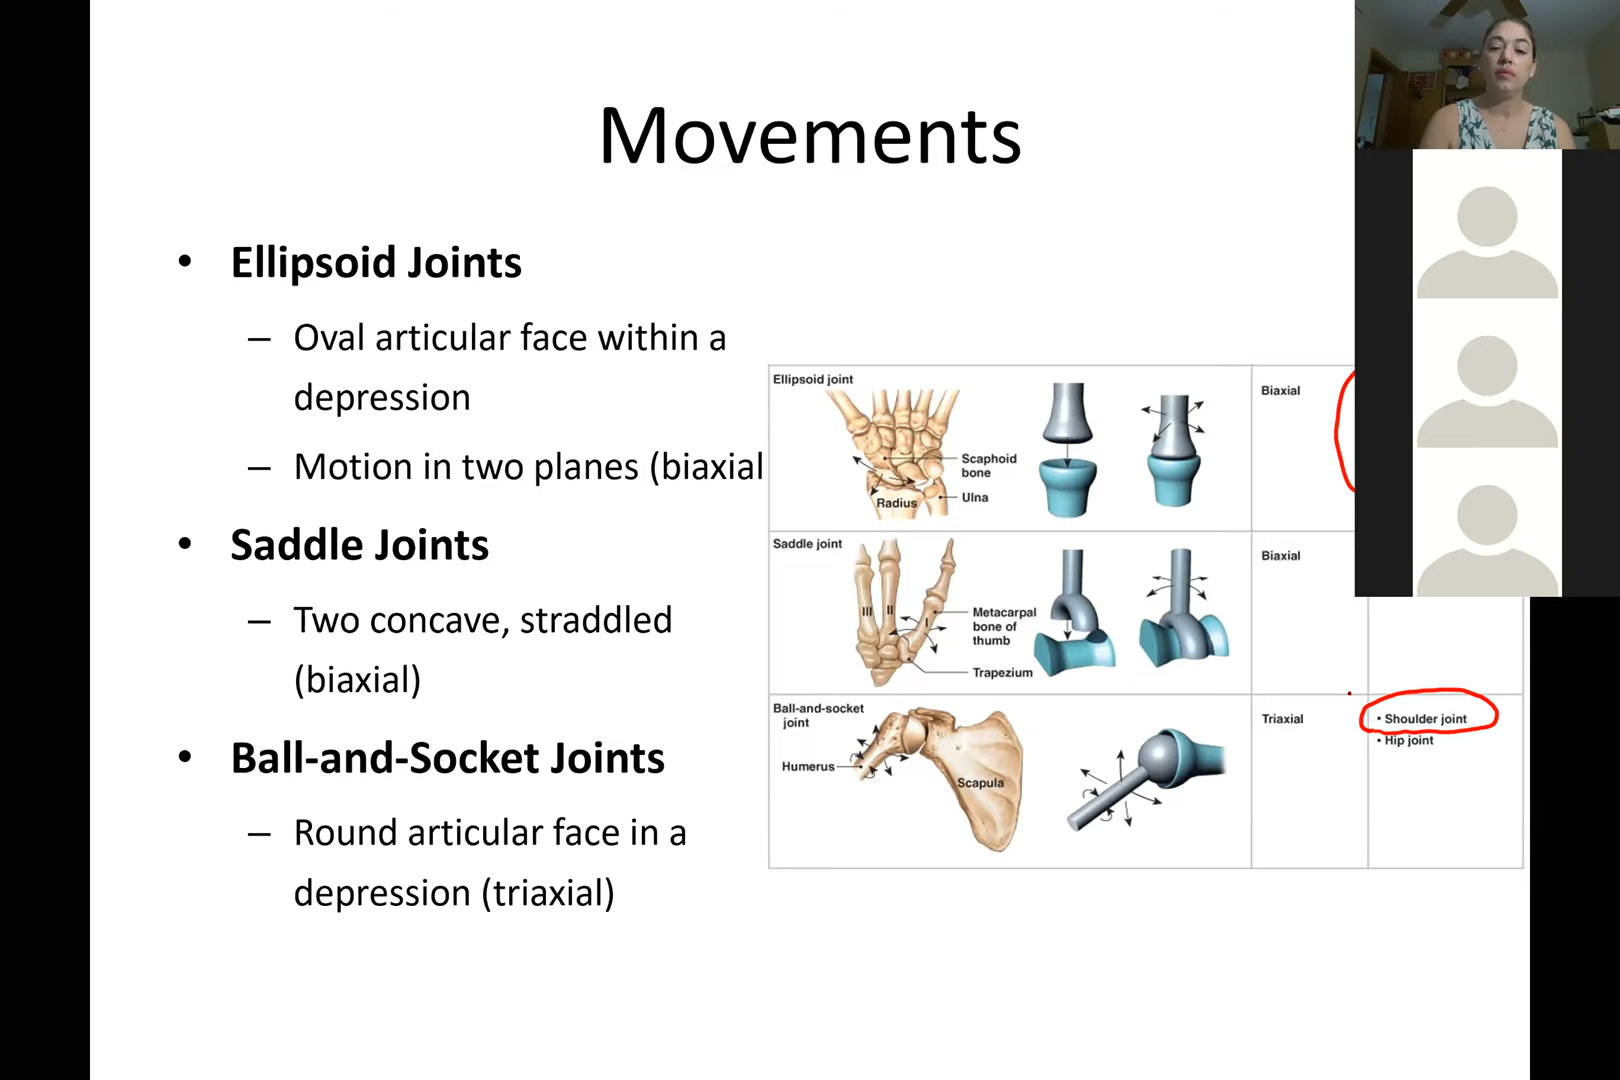 Movements
• Ellipsoid Joints
– Oval articular face within a
depression
– Motion in two planes (biaxial
• Saddle Joints
– Two concave, straddled
(biaxial)
• Ball-and-Socket Joints
– Round articular face in a
depression (triaxial)
Ellipsoid joint
Scaphoid
bone
Ulna
Radius
Biaxial
Saddle joint
III
II
I
Metacarpal
bone of
thumb
Trapezium
Biaxial
Ball-and-socket
joint
Humerus
Scapula
Triaxial
• Shoulder joint
• Hip joint